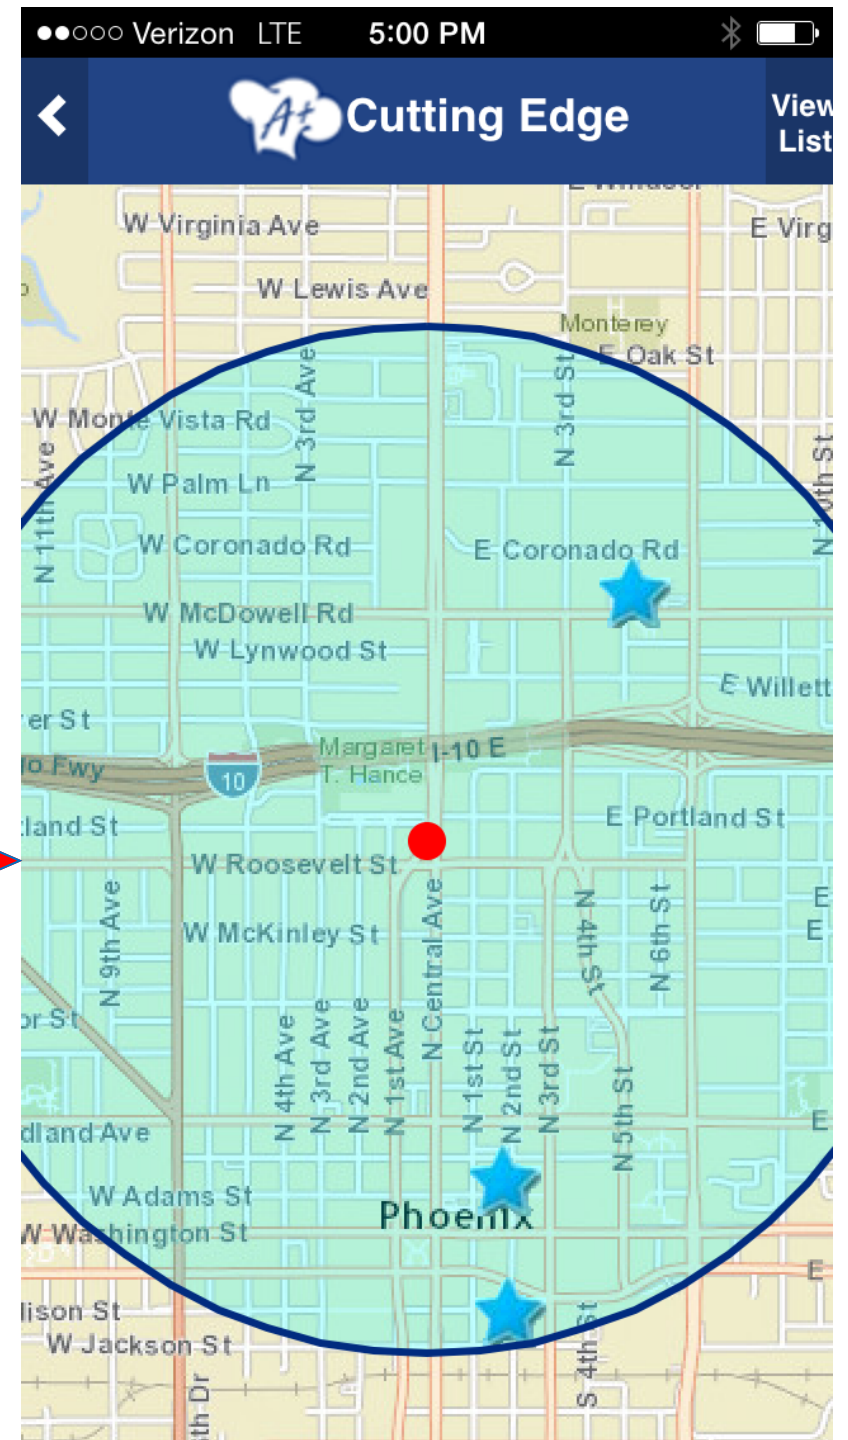 Verizon LTE 5:00 PM
A+ Cutting Edge
View
List
W Virginia Ave
E Virg
W Lewis Ave
Monterey
E Oak St
N 3rd Ave
N 3rd St
W Monte Vista Rd
N 11th Ave
W Palm Ln
W Coronado Rd
E Coronado Rd
W McDowell Rd
W Lynwood St
E Willett
er St
Margaret
T. Hance
I-10 E
10
o Fwy
land St
E Portland St
W Roosevelt St
N 9th Ave
W McKinley St
N Central Ave
N 4th St
N 6th St
E
E
or St
N 4th Ave
N 3rd Ave
N 2nd Ave
N 1st Ave
N 1st St
N 2nd St
N 3rd St
N 5th St
dland Ave
E
W Adams St
Phoenix
W Washington St
E
lison St
W Jackson St
S 4th St
th Dr